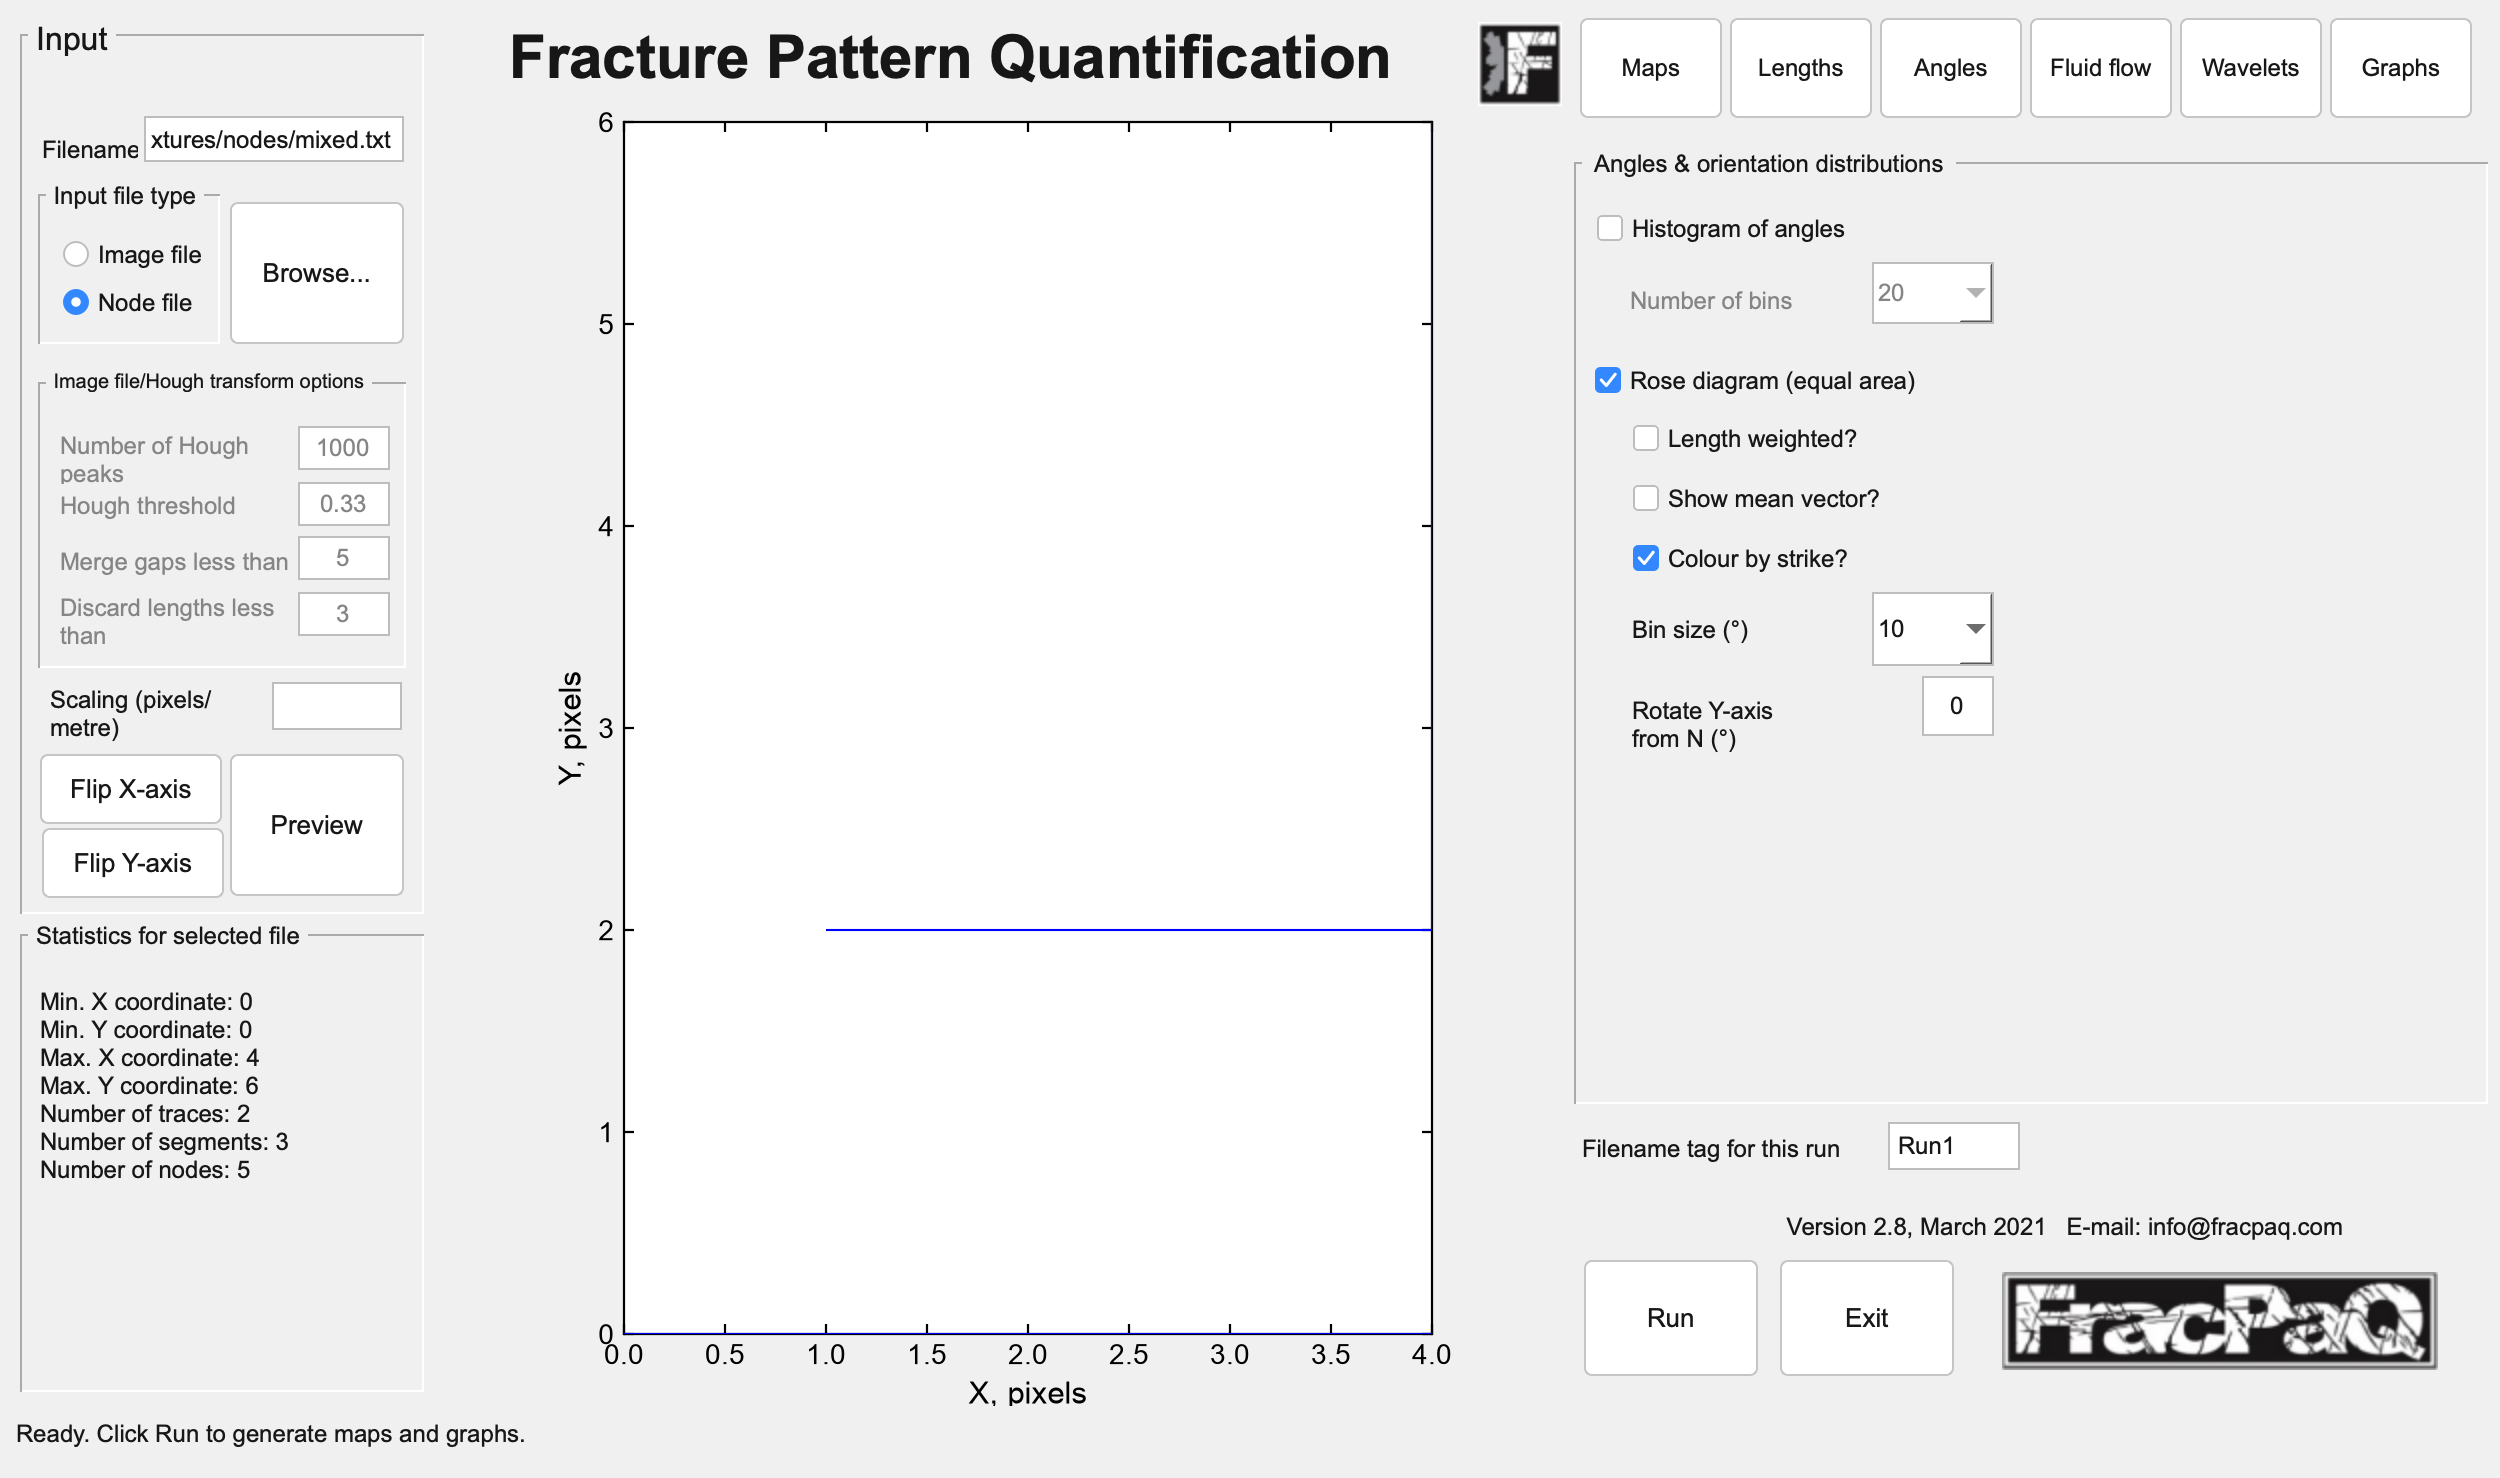 Input
Filename
xtures/nodes/mixed.txt
Input file type
Image file
Node file
Browse...
Image file/Hough transform options
Number of Hough
peaks
1000
Hough threshold
0.33
Merge gaps less than
5
Discard lengths less
than
3
Scaling (pixels/
metre)
Flip X-axis
Flip Y-axis
Preview
Statistics for selected file
Min. X coordinate: 0
Min. Y coordinate: 0
Max. X coordinate: 4
Max. Y coordinate: 6
Number of traces: 2
Number of segments: 3
Number of nodes: 5
Ready. Click Run to generate maps and graphs.
Fracture Pattern Quantification
6
5
4
3
2
1
0
Y, pixels
0.0 0.5 1.0 1.5 2.0 2.5 3.0 3.5 4.0
X, pixels
F
Maps
Lengths
Angles
Fluid flow
Wavelets
Graphs
Angles & orientation distributions
Histogram of angles
Number of bins
20
Rose diagram (equal area)
Length weighted?
Show mean vector?
Colour by strike?
Bin size (°)
10
Rotate Y-axis
from N (°)
0
Filename tag for this run
Run1
Version 2.8, March 2021 E-mail: info@fracpaq.com
Run
Exit
FracPaQ